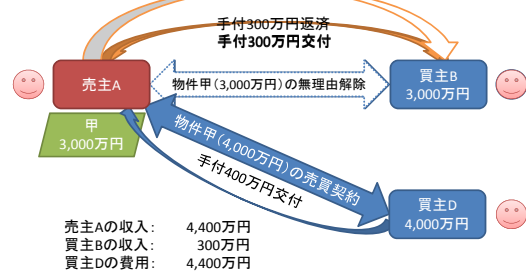 手付300万円返済
手付300万円交付
売主A
物件甲（3,000万円）の無理由解除
買主B
3,000万円
甲
3,000万円
物件甲（4,000万円）の売買契約
手付400万円交付
買主D
4,000万円
売主Aの収入： 4,400万円
買主Bの収入： 300万円
買主Dの費用： 4,400万円